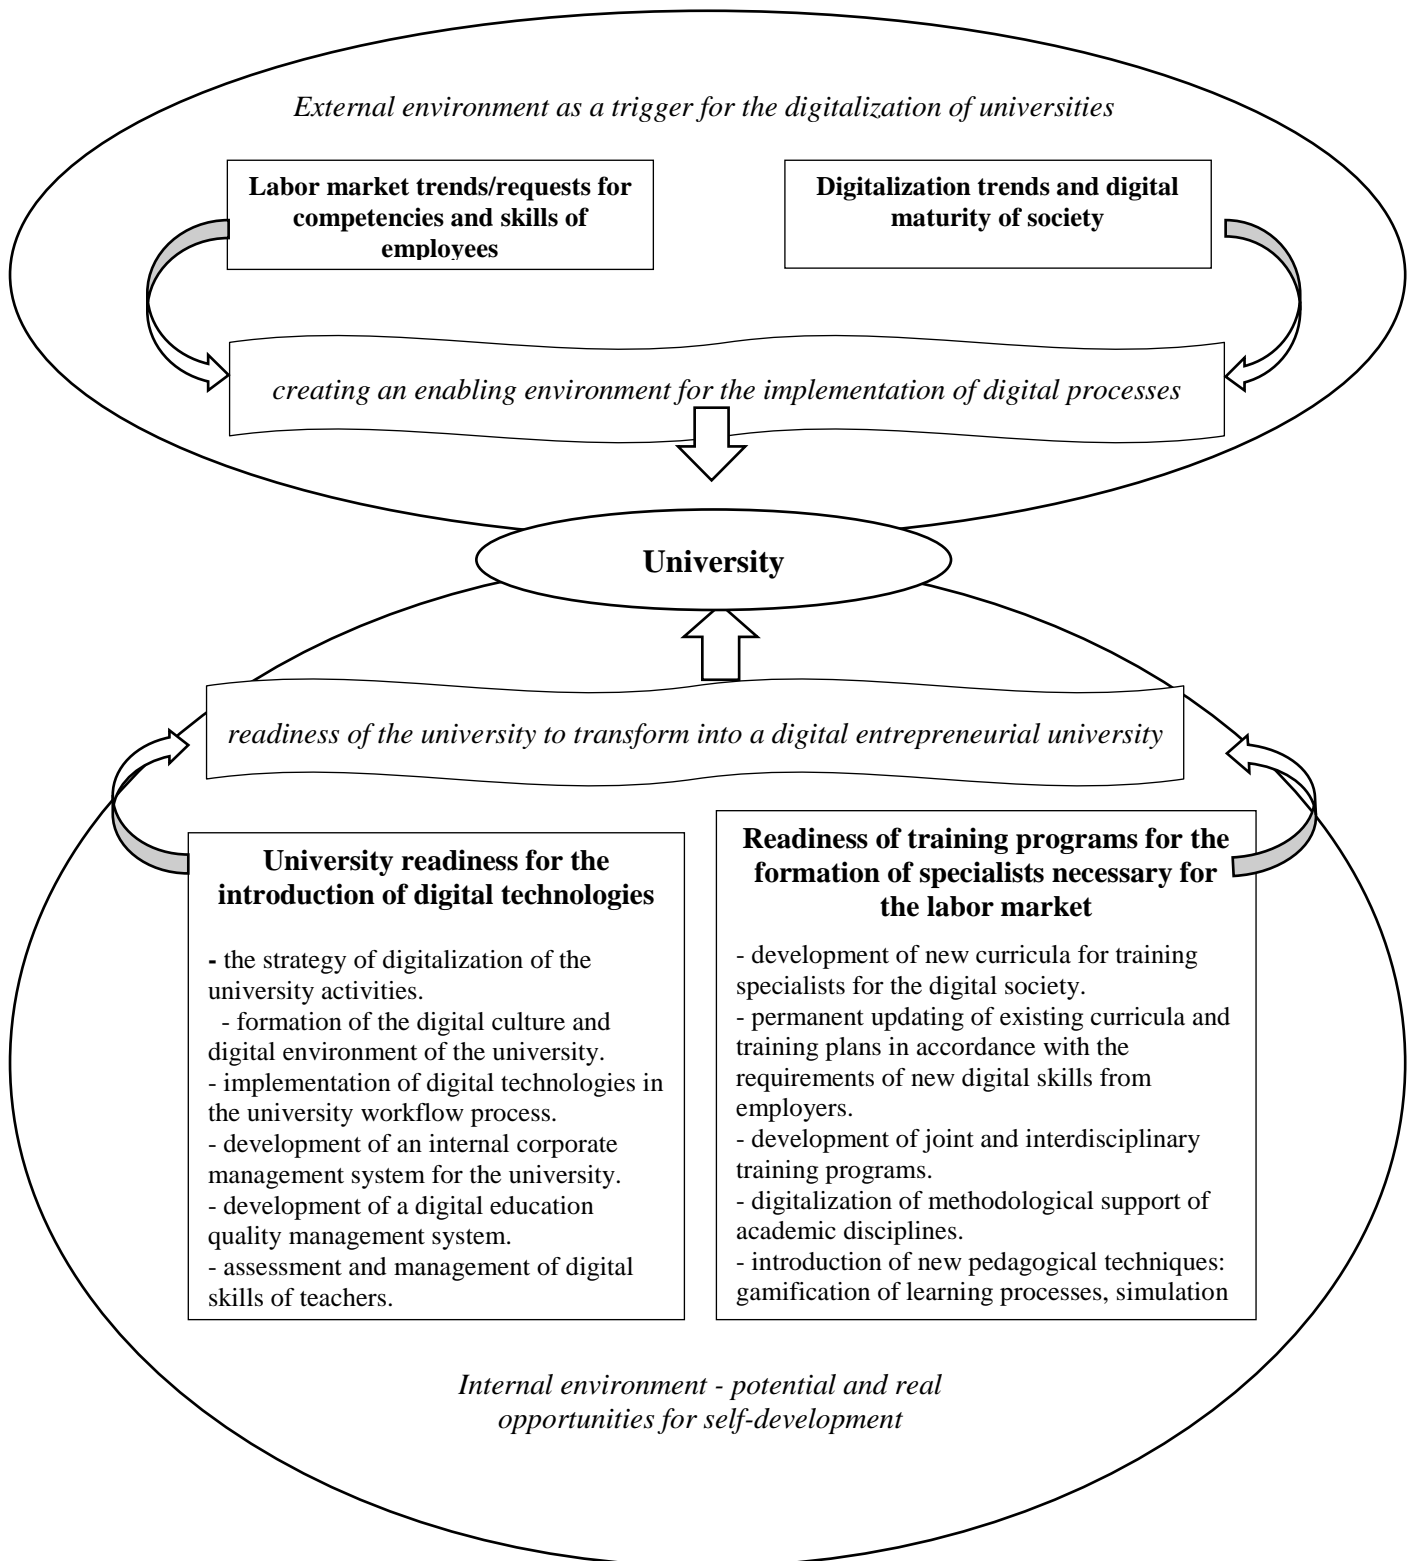 External environment as a trigger for the digitalization of universities
Labor market trends/requests for
competencies and skills of
employees
Digitalization trends and digital
maturity of society
creating an enabling environment for the implementation of digital processes
University
readiness of the university to transform into a digital entrepreneurial university
University readiness for the
introduction of digital technologies
- the strategy of digitalization of the
university activities.
- formation of the digital culture and
digital environment of the university.
- implementation of digital technologies in
the university workflow process.
- development of an internal corporate
management system for the university.
- development of a digital education
quality management system.
- assessment and management of digital
skills of teachers.
Readiness of training programs for the
formation of specialists necessary for
the labor market
- development of new curricula for training
specialists for the digital society.
- permanent updating of existing curricula and
training plans in accordance with the
requirements of new digital skills from
employers.
- development of joint and interdisciplinary
training programs.
- digitalization of methodological support of
academic disciplines.
- introduction of new pedagogical techniques:
gamification of learning processes, simulation
Internal environment - potential and real
opportunities for self-development